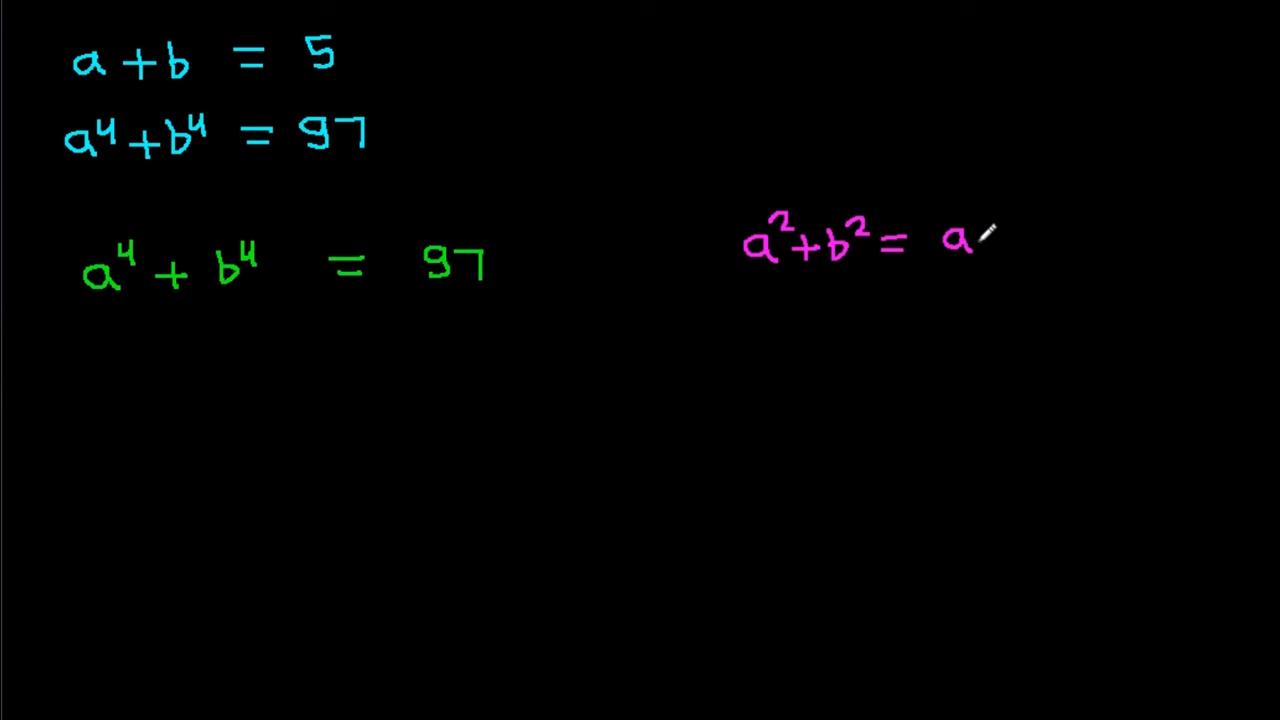 a + b = 5
a⁴ + b⁴ = 97
a⁴ + b⁴ = 97
a² + b² = a